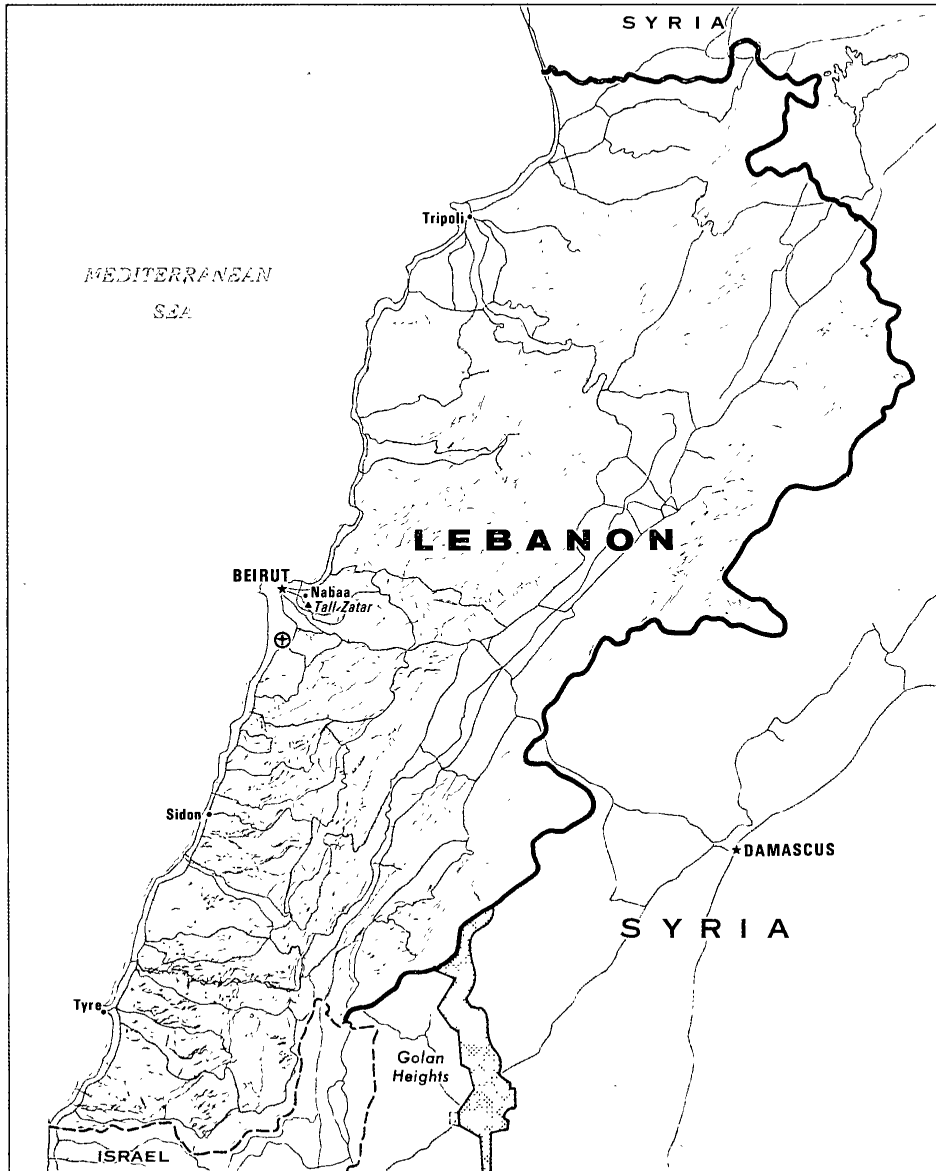 SYRIA
Tripoli
MEDITERRANEAN
SEA
LEBANON
BEIRUT
Nabaa
Tall Zatar
Sidon
DAMASCUS
SYRIA
Tyre
Golan
Heights
ISRAEL